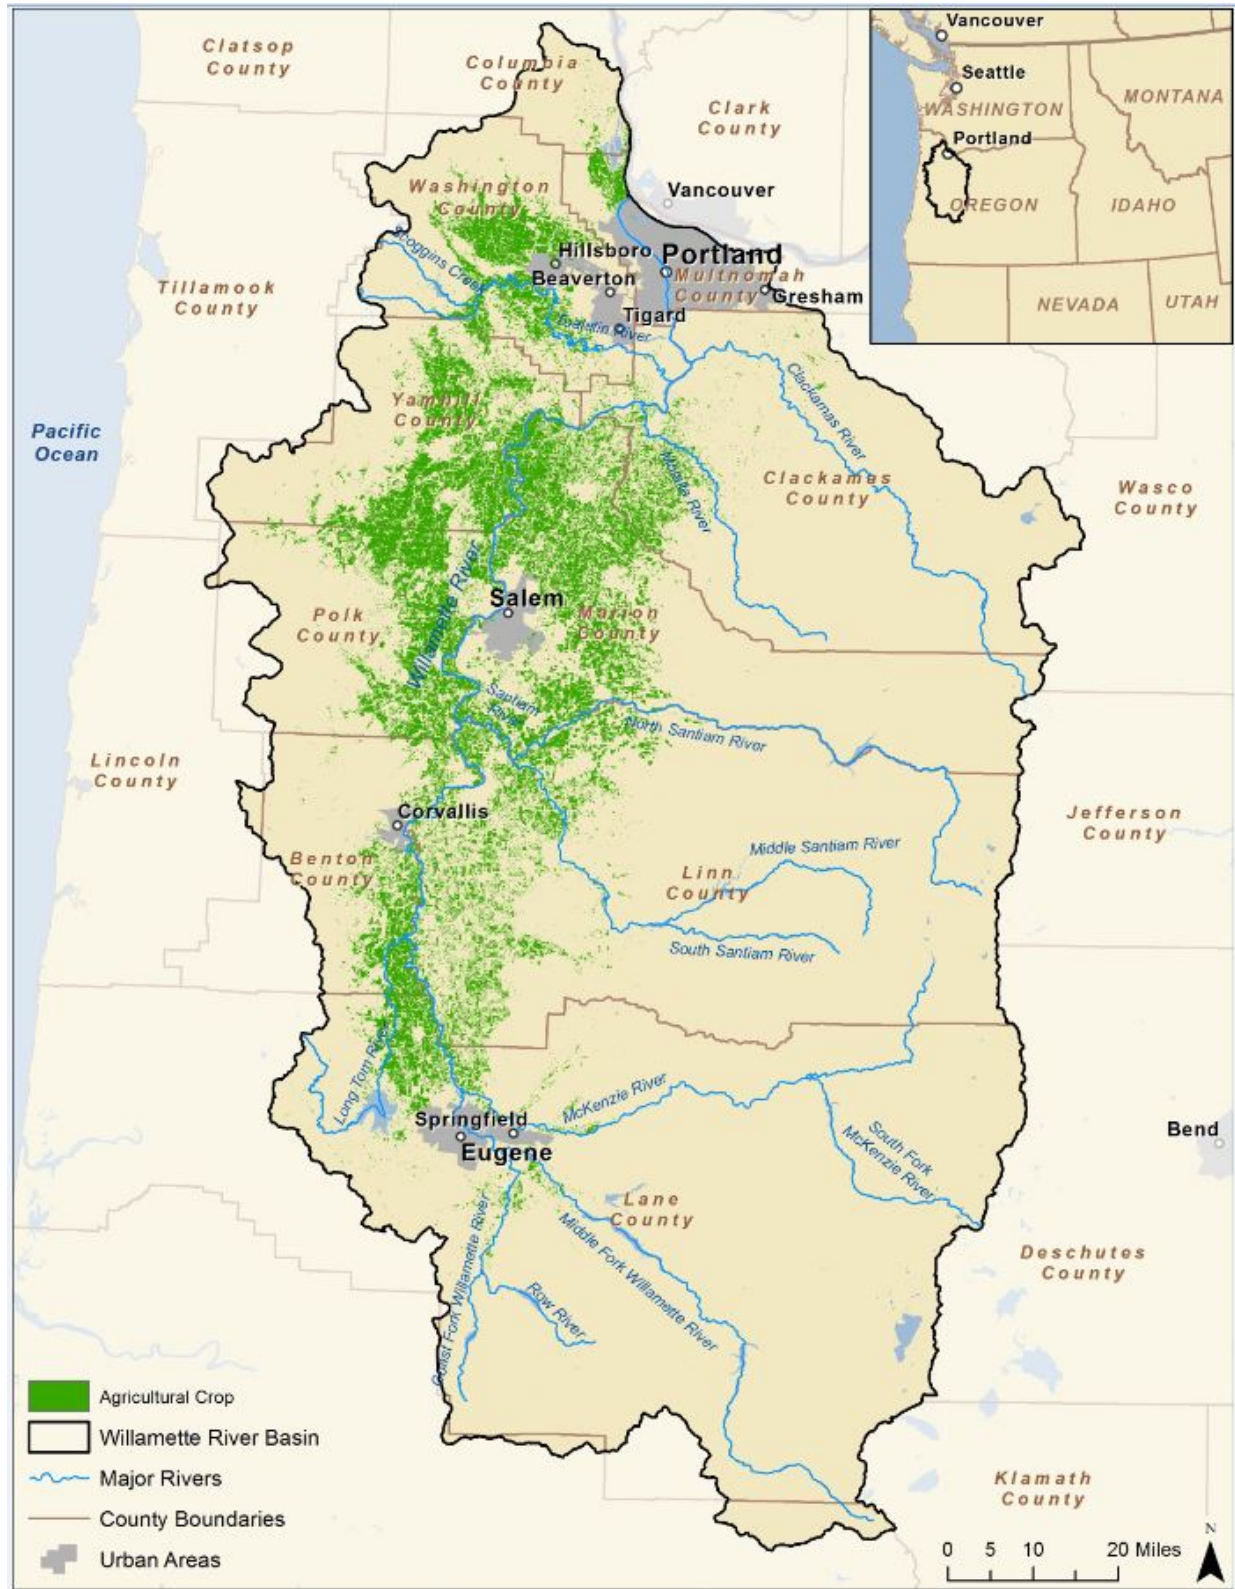 Clatsop
County
Columbia
County
Clark
County
Vancouver
Seattle
WASHINGTON
MONTANA
Portland
OREGON
IDAHO
NEVADA
UTAH
Washington
County
Vancouver
Scoggins Creek
Hillsboro
Portland
Beaverton
Multnomah
County
Gresham
Tillamook
County
Tigard
Tualatin River
Yamhill
County
Clackamas River
Pacific
Ocean
Molalla River
Clackamas
County
Wasco
County
Willamette River
Salem
Polk
County
Marion
County
Santiam
River
North Santiam River
Lincoln
County
Corvallis
Jefferson
County
Benton
County
Middle Santiam River
Linn
County
South Santiam River
Long Tom River
McKenzie River
Springfield
Eugene
South Fork
McKenzie River
Bend
Lane
County
Coast Fork Willamette River
Middle Fork Willamette River
Row River
Deschutes
County
Klamath
County
Agricultural Crop
Willamette River Basin
Major Rivers
County Boundaries
Urban Areas
N
0 5 10 20 Miles